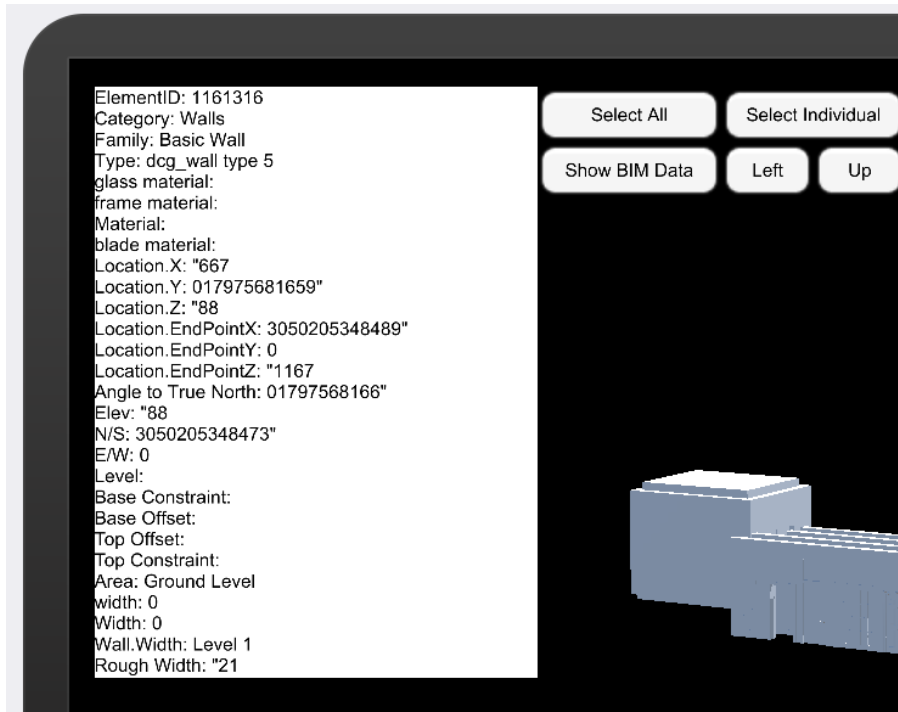 ElementID: 1161316
Category: Walls
Family: Basic Wall
Type: dcg_wall type 5
glass material:
frame material:
Material:
blade material:
Location.X: "667
Location.Y: 017975681659"
Location.Z: "88
Location.EndPointX: 3050205348489"
Location.EndPointY: 0
Location.EndPointZ: "1167
Angle to True North: 01797568166"
Elev: "88
N/S: 3050205348473"
E/W: 0
Level:
Base Constraint:
Base Offset:
Top Offset:
Top Constraint:
Area: Ground Level
width: 0
Width: 0
Wall.Width: Level 1
Rough Width: "21
Select All
Select Individual
Show BIM Data
Left
Up